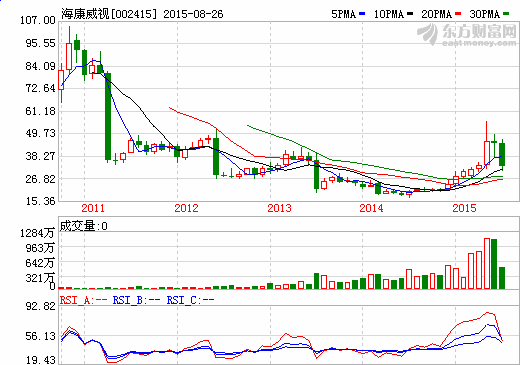 海康威视[002415] 2015-08-26 5PMA 10PMA 20PMA 30PMA
107.00
95.55
84.09
72.64
61.18
49.73
38.27
26.82
15.36
东方财富网
eastmoney.com
2011 2012 2013 2014 2015
成交量:0
1284万
963万
642万
321万
0
RSI_A:-- RSI_B:-- RSI_C:--
92.82
56.13
19.43